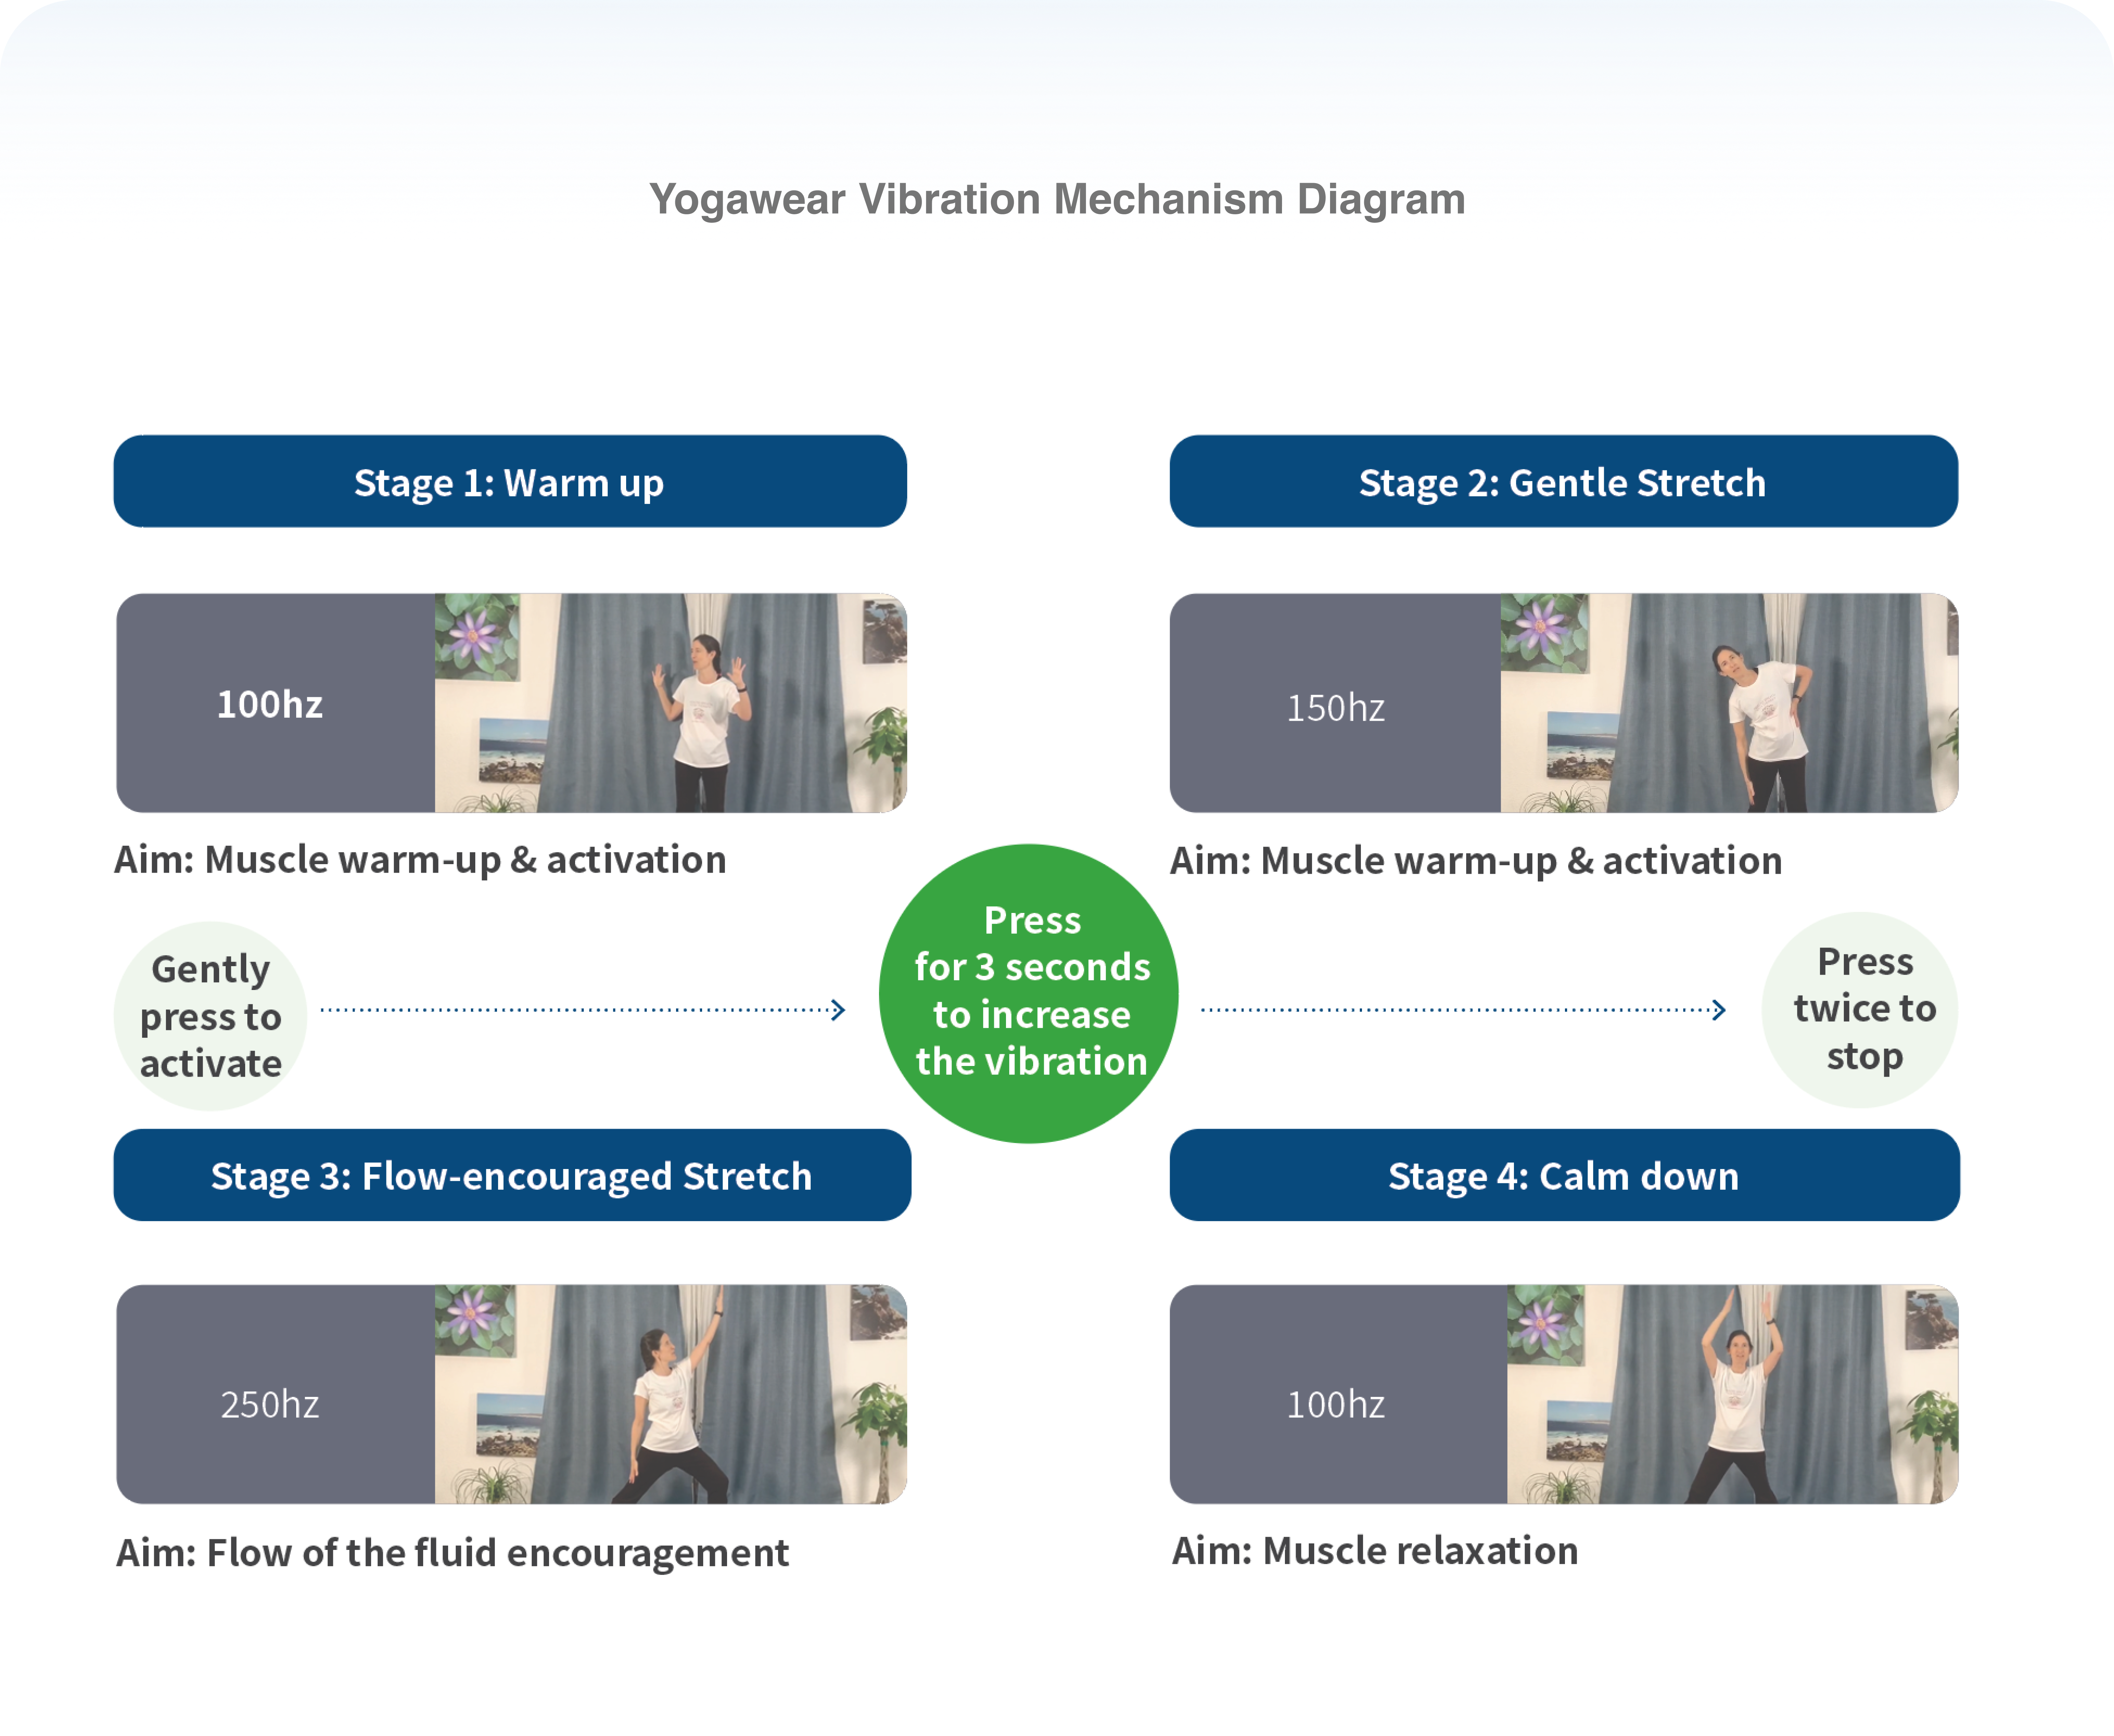 Yogawear Vibration Mechanism Diagram
Stage 1: Warm up
100hz
Aim: Muscle warm-up & activation
Stage 2: Gentle Stretch
150hz
Aim: Muscle warm-up & activation
Gently
press to
activate
Press
for 3 seconds
to increase
the vibration
Press
twice to
stop
Stage 3: Flow-encouraged Stretch
250hz
Aim: Flow of the fluid encouragement
Stage 4: Calm down
100hz
Aim: Muscle relaxation